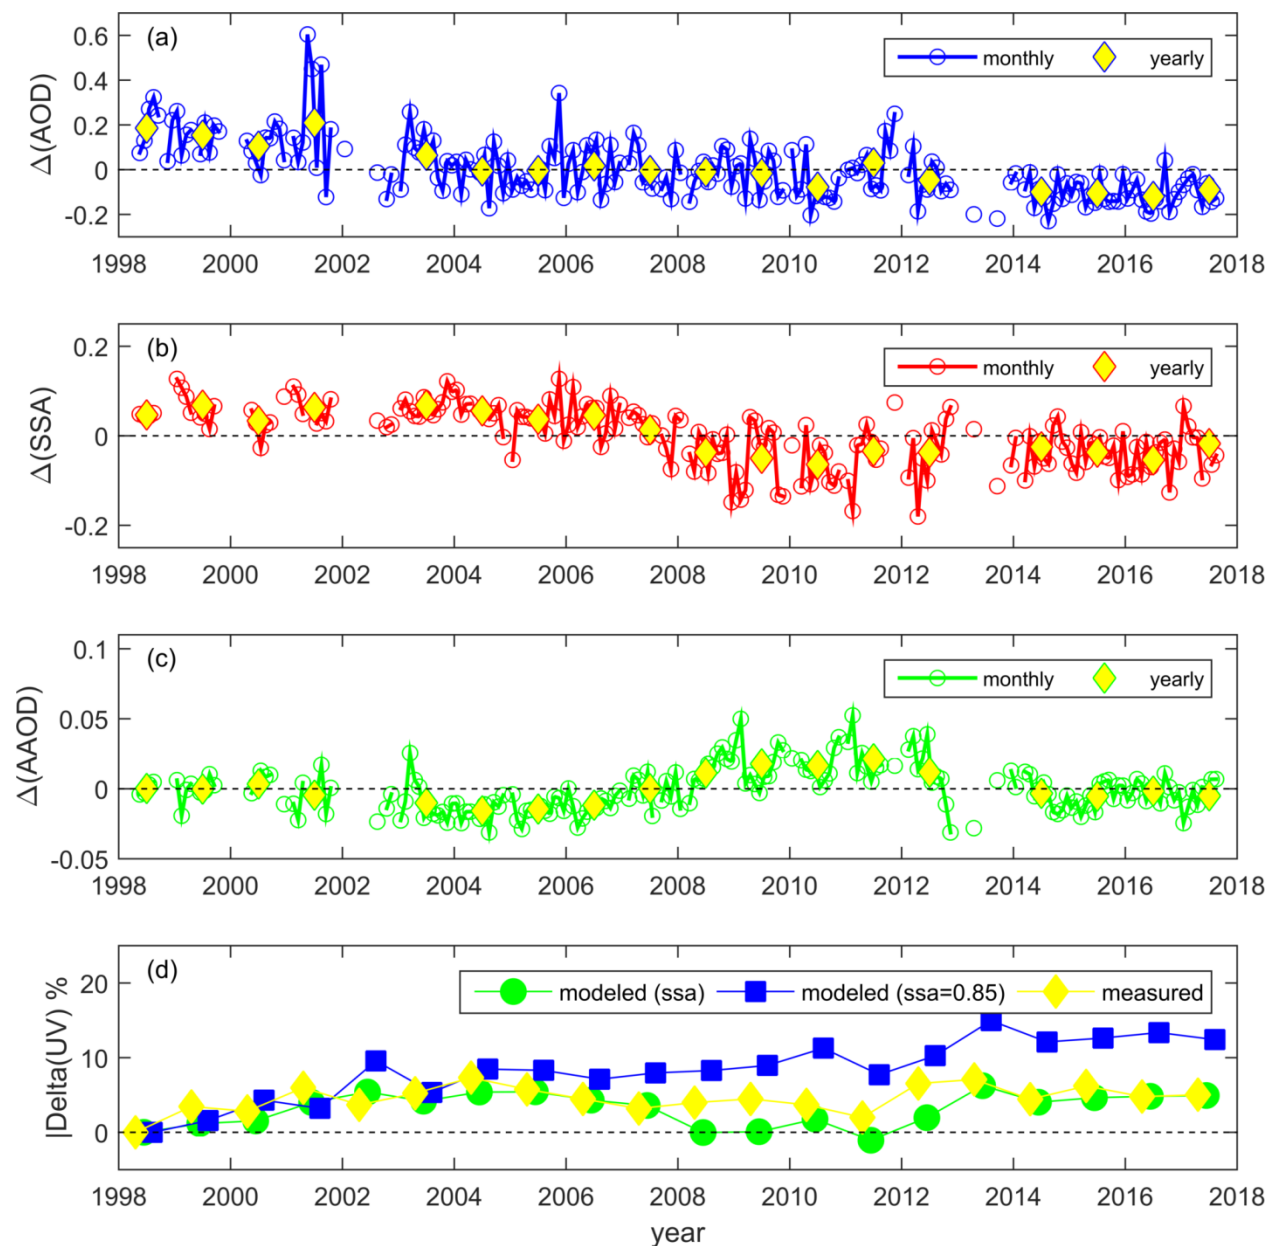 (a)
monthly yearly
Δ(AOD)
0.6
0.4
0.2
0
-0.2
1998 2000 2002 2004 2006 2008 2010 2012 2014 2016 2018
(b)
monthly yearly
Δ(SSA)
0.2
0
-0.2
1998 2000 2002 2004 2006 2008 2010 2012 2014 2016 2018
(c)
monthly yearly
Δ(AAOD)
0.1
0.05
0
-0.05
1998 2000 2002 2004 2006 2008 2010 2012 2014 2016 2018
(d)
modeled (ssa) modeled (ssa=0.85) measured
|Delta(UV) %
20
10
0
1998 2000 2002 2004 2006 2008 2010 2012 2014 2016 2018
year